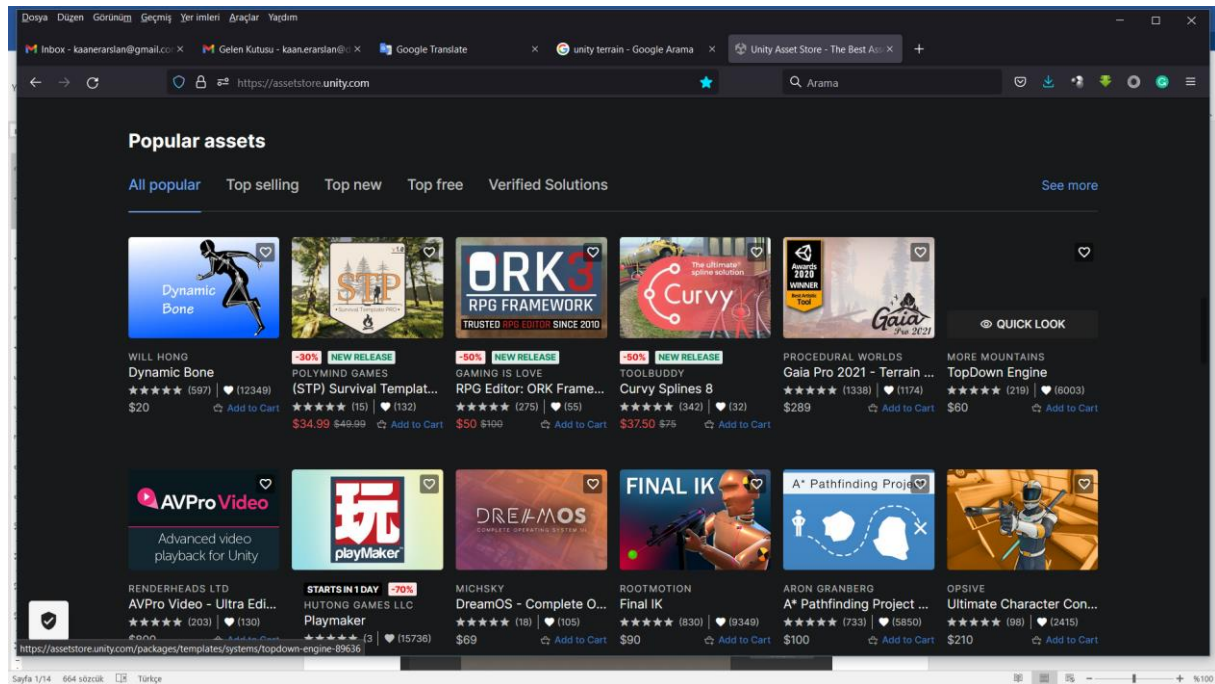 Dosya Düzen Görünüm Geçmiş Yer imleri Araçlar Yardım
Inbox - kaanerarslan@gmail.co
Gelen Kutusu - kaan.erarslan@
Google Translate
unity terrain - Google Arama
Unity Asset Store - The Best Ass
https://assetstore.unity.com
Arama
Popular assets
All popular Top selling Top new Top free Verified Solutions See more
Dynamic
Bone
WILL HONG
Dynamic Bone
(597) (12349)
$20 Add to Cart
v1.0
STP
Survival Template PRO
-30% NEW RELEASE
POLYMIND GAMES
(STP) Survival Templat...
(15) (132)
$34.99 $49.99 Add to Cart
ORK3
RPG FRAMEWORK
TRUSTED RPG EDITOR SINCE 2010
-50% NEW RELEASE
GAMING IS LOVE
RPG Editor: ORK Frame...
(275) (55)
$50 $100 Add to Cart
The ultimate
spline solution
Curvy
-50% NEW RELEASE
TOOLBUDDY
Curvy Splines 8
(342) (32)
$37.50 $75 Add to Cart
Awards
2020
WINNER
Best Artistic
Tool
Gaia
Pro 2021
PROCEDURAL WORLDS
Gaia Pro 2021 - Terrain ...
(1338) (1174)
$289 Add to Cart
QUICK LOOK
MORE MOUNTAINS
TopDown Engine
(219) (6003)
$60 Add to Cart
AVPro Video
Advanced video
playback for Unity
RENDERHEADS LTD
AVPro Video - Ultra Edi...
(203) (130)
Add to Cart
玩
playMaker
STARTS IN 1 DAY -70%
HUTONG GAMES LLC
Playmaker
(3 (15736)
DREAMOS
COMPLETE OPERATING SYSTEM UI
MICHSKY
DreamOS - Complete O...
(18) (105)
$69 Add to Cart
FINAL IK
ROOTMOTION
Final IK
(830) (9349)
$90 Add to Cart
A* Pathfinding Projec
ARON GRANBERG
A* Pathfinding Project ...
(733) (5850)
$100 Add to Cart
OPSIVE
Ultimate Character Con...
(98) (2415)
$210 Add to Cart
https://assetstore.unity.com/packages/templates/systems/topdown-engine-89636
Sayfa 1/14 664 sözcük Türkçe %100